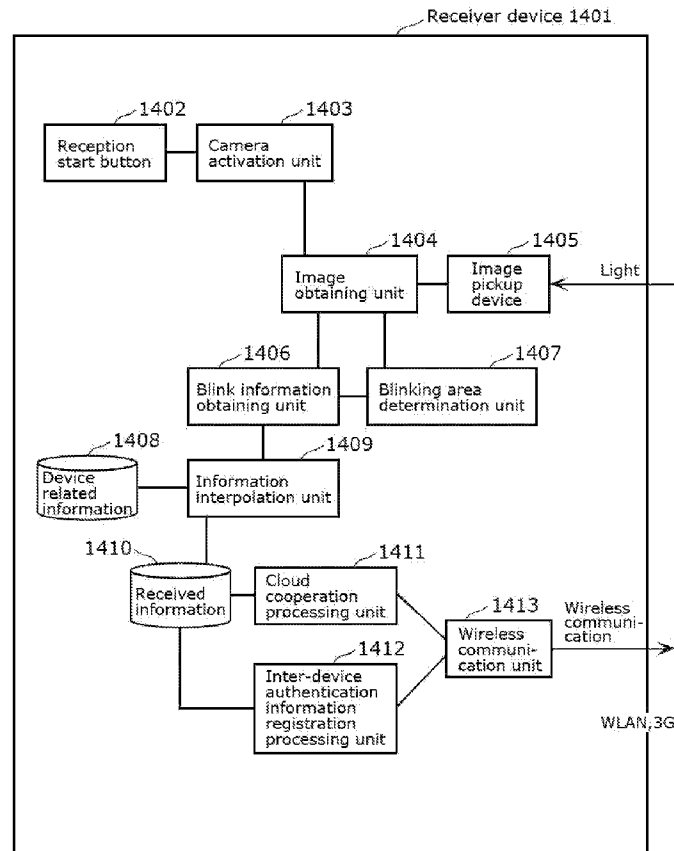 Receiver device 1401
1402
1403
Reception
start button
Camera
activation unit
1404
1405
Image
obtaining unit
Image
pickup
device
Light
1406
1407
Blink information
obtaining unit
Blinking area
determination unit
1408
1409
Device
related
information
Information
interpolation unit
1410
1411
Received
information
Cloud
cooperation
processing unit
1413
Wireless
communi-
cation
Wireless
communi-
cation unit
1412
Inter-device
authentication
information
registration
processing unit
WLAN,3G